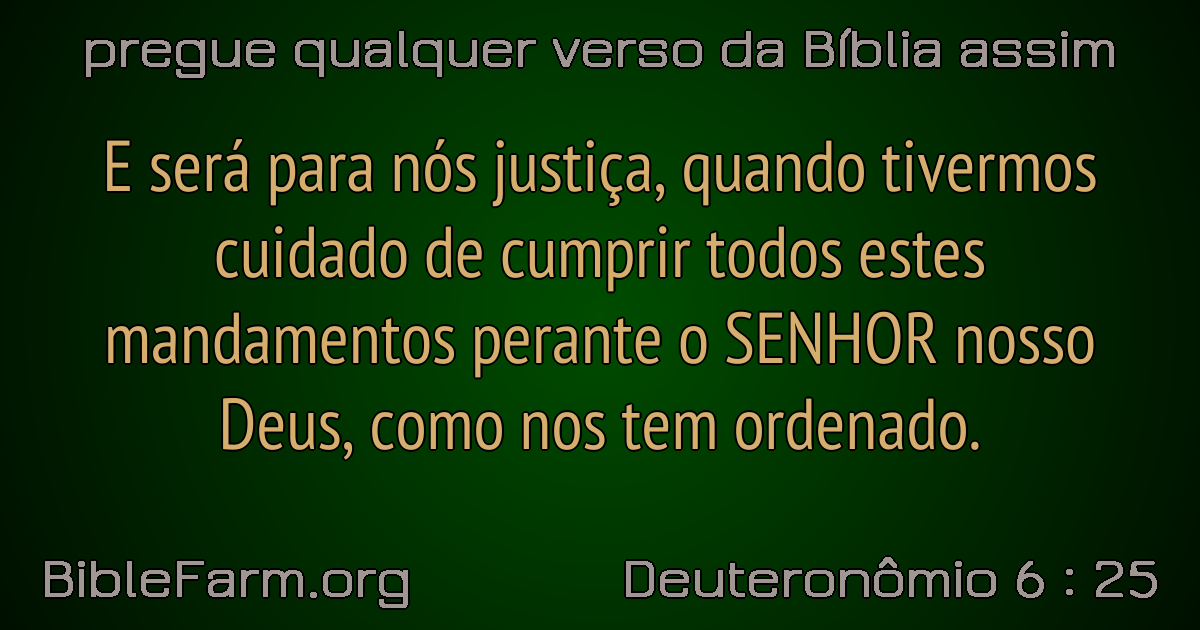 pregue qualquer verso da Bíblia assim
E será para nós justiça, quando tivermos
cuidado de cumprir todos estes
mandamentos perante o SENHOR nosso
Deus, como nos tem ordenado.
BibleFarm.org
Deuteronômio 6 : 25